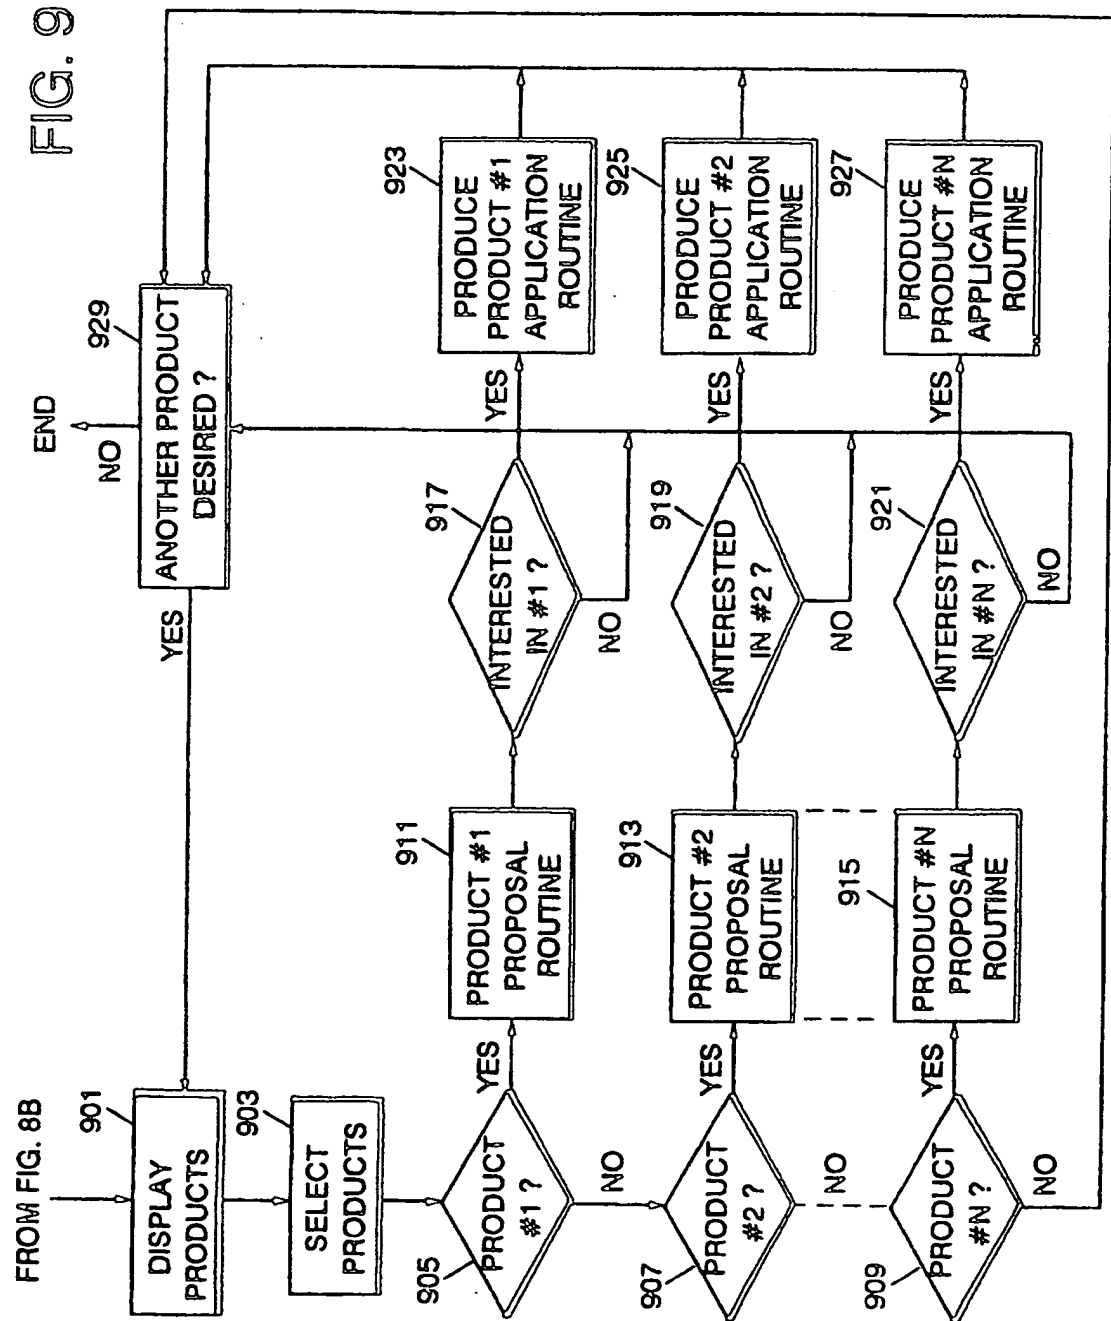 FIG. 9
FROM FIG. 8B
901
DISPLAY
PRODUCTS
903
SELECT
PRODUCTS
905
PRODUCT
#1 ?
YES
NO
907
PRODUCT
#2 ?
YES
NO
909
PRODUCT
#N ?
YES
NO
911
PRODUCT #1
PROPOSAL
ROUTINE
913
PRODUCT #2
PROPOSAL
ROUTINE
915
PRODUCT #N
PROPOSAL
ROUTINE
917
INTERESTED
IN #1 ?
YES
NO
919
INTERESTED
IN #2 ?
YES
NO
921
INTERESTED
IN #N ?
YES
NO
923
PRODUCE
PRODUCT #1
APPLICATION
ROUTINE
925
PRODUCE
PRODUCT #2
APPLICATION
ROUTINE
927
PRODUCE
PRODUCT #N
APPLICATION
ROUTINE
929
ANOTHER PRODUCT
DESIRED ?
YES
NO
END